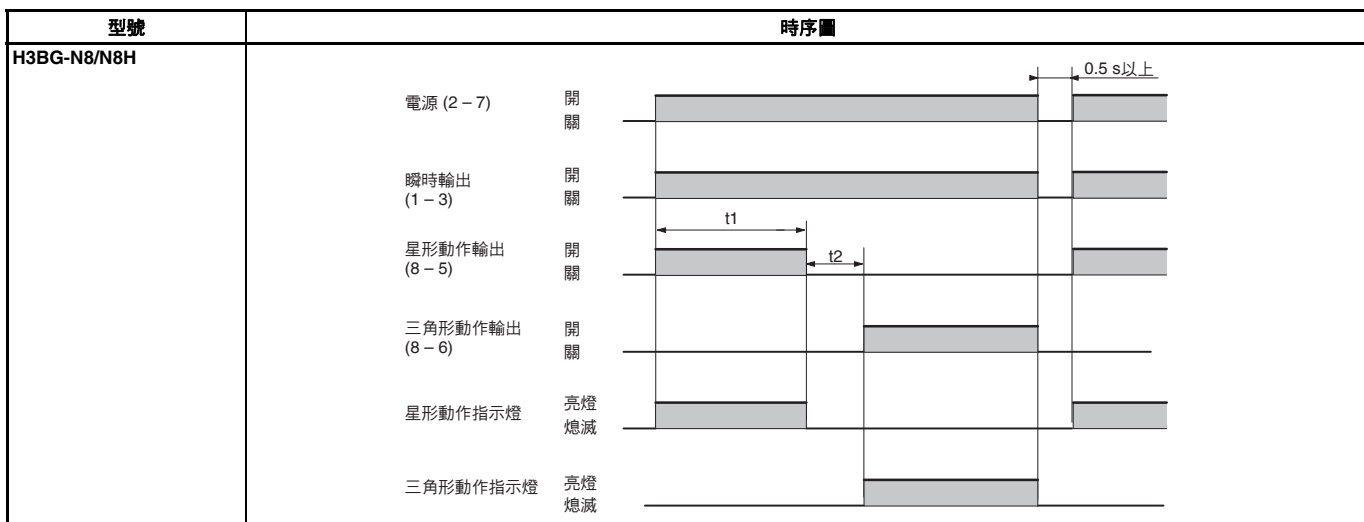 型號 時序圖
H3BG-N8/N8H
0.5 s以上
電源 (2 – 7) 開
關
瞬時輸出 開
(1 – 3) 關
t1
星形動作輸出 開
(8 – 5) 關
t2
三角形動作輸出 開
(8 – 6) 關
星形動作指示燈 亮燈
熄滅
三角形動作指示燈 亮燈
熄滅